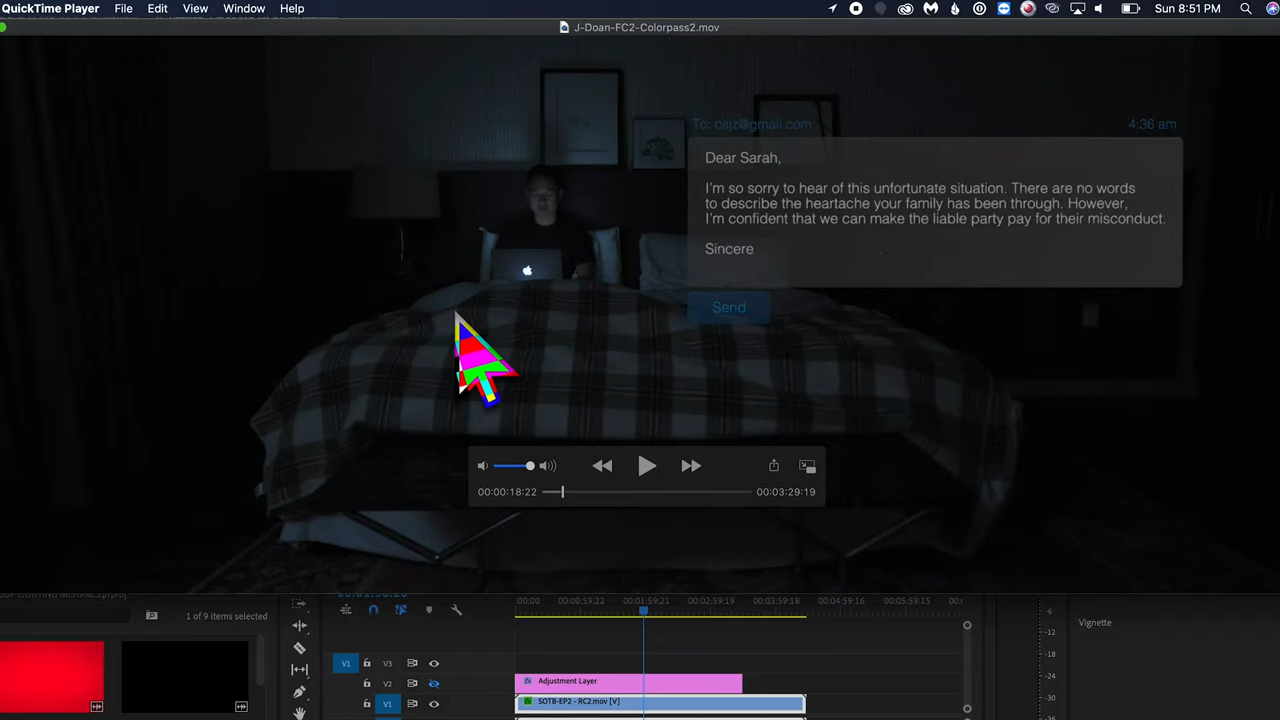 QuickTime Player File Edit View Window Help Sun 8:51 PM
J-Doan-FC2-Colorpass2.mov
To: csjz@gmail.com 4:36 am
Dear Sarah,
I'm so sorry to hear of this unfortunate situation. There are no words
to describe the heartache your family has been through. However,
I'm confident that we can make the liable party pay for their misconduct.
Sincere
Send
00:00:18:22 00:03:29:19
1 of 9 items selected
:00:00 00:00:59:22 00:01:59:21 00:02:59:19 00:03:59:18 00:04:59:16 00:05:59:15
-6
-12
-18
-24
-30
-36
Vignette
V1 V3
V2 Adjustment Layer
V1 V1 SOTB-EP2 - RC2.mov [V]